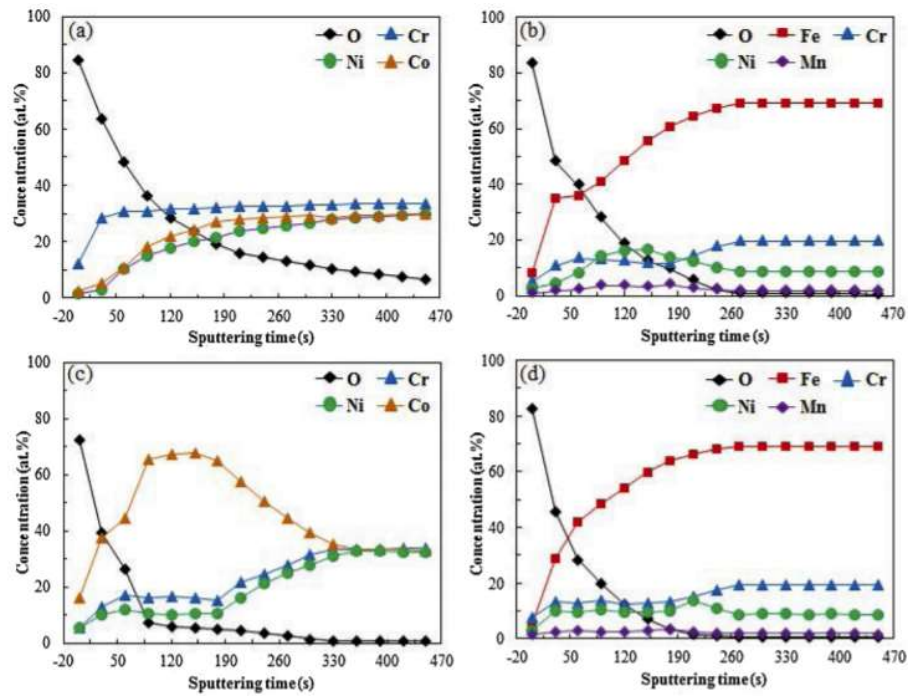 (a)
O Cr
Ni Co
Concentration (at.%)
100
80
60
40
20
0
-20 50 120 190 260 330 400 470
Sputtering time (s)
(b)
O Fe Cr
Ni Mn
Concentration (at.%)
100
80
60
40
20
0
-20 50 120 190 260 330 400 470
Sputtering time (s)
(c)
O Cr
Ni Co
Concentration (at.%)
100
80
60
40
20
0
-20 50 120 190 260 330 400 470
Sputtering time (s)
(d)
O Fe Cr
Ni Mn
Concentration (at.%)
100
80
60
40
20
0
-20 50 120 190 260 330 400 470
Sputtering time (s)